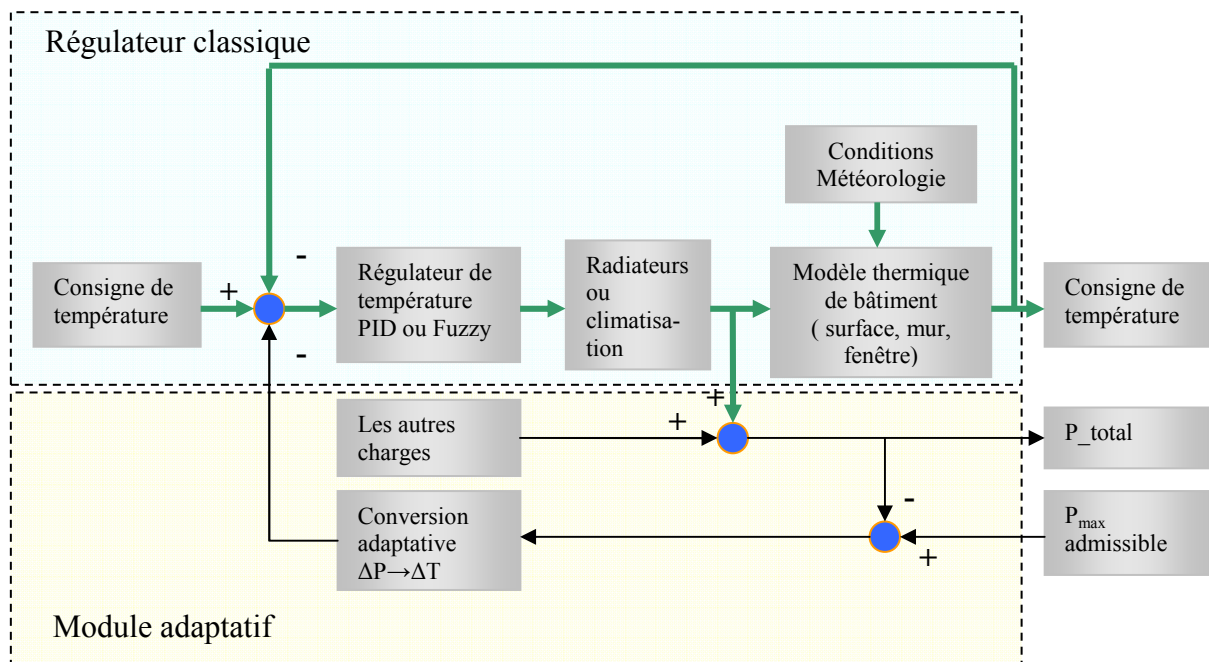 Régulateur classique
Conditions
Météorologie
Consigne de
température
+
-
-
Régulateur de
température
PID ou Fuzzy
Radiateurs
ou
climatisa-
tion
Modèle thermique
de bâtiment
( surface, mur,
fenêtre)
Consigne de
température
Les autres
charges
+
+
P_total
Conversion
adaptative
ΔP→ΔT
-
+
Pmax
admissible
Module adaptatif